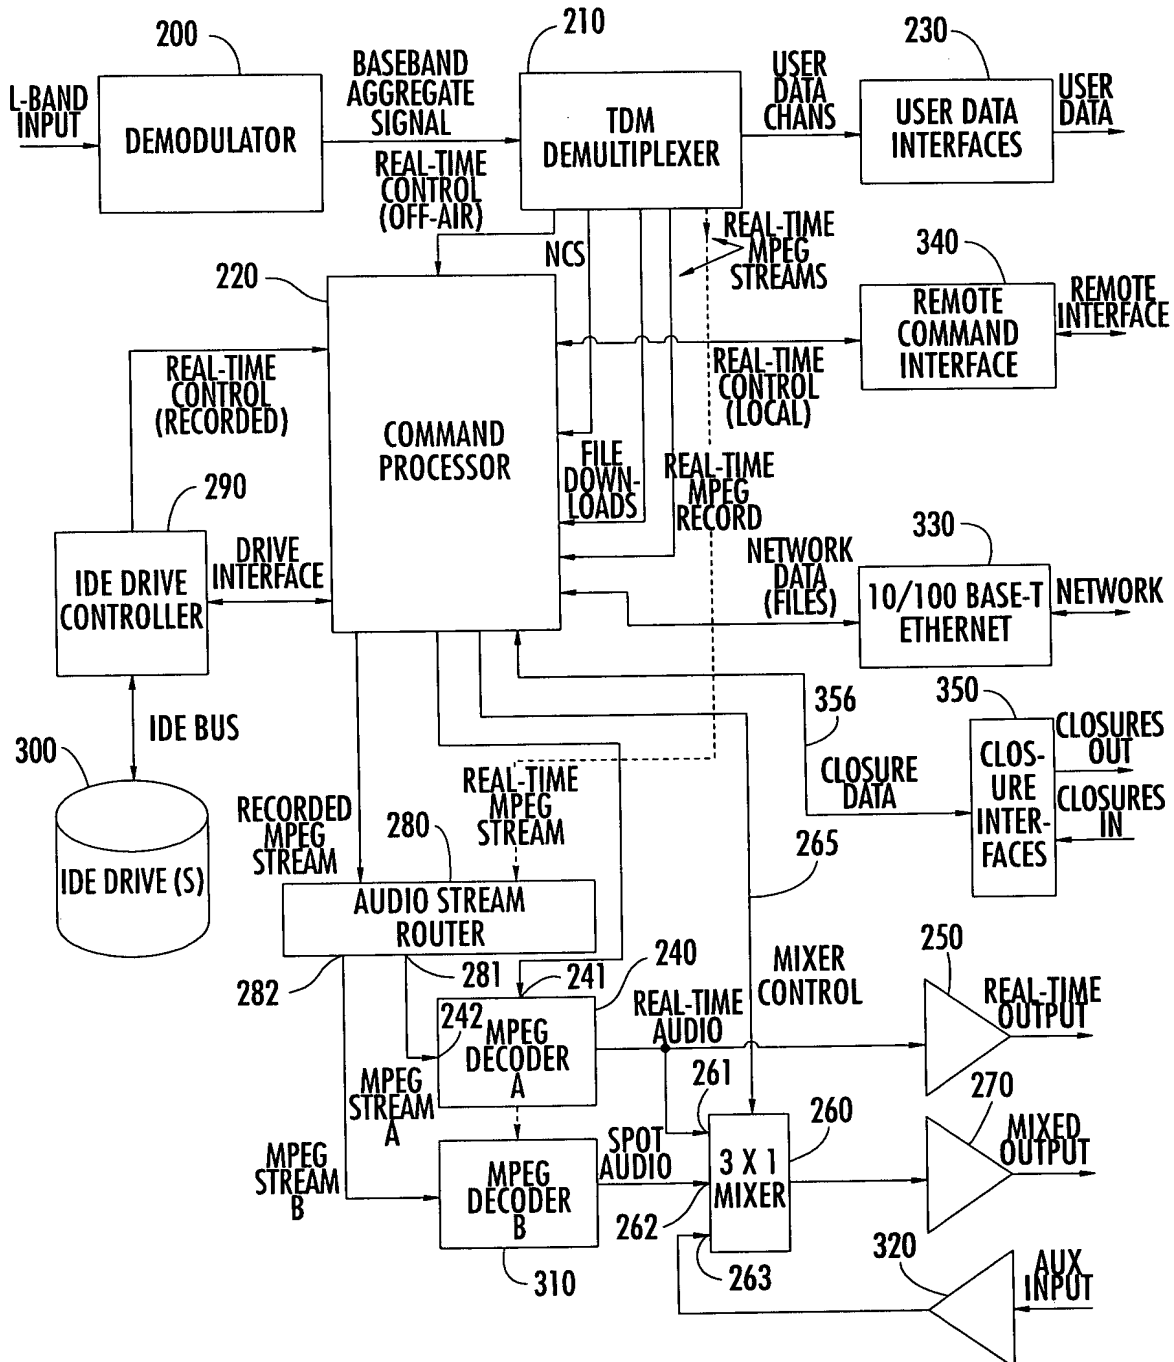 200
210
230
L-BAND
INPUT
DEMODULATOR
BASEBAND
AGGREGATE
SIGNAL
TDM
DEMULTIPLEXER
USER
DATA
CHANS
USER DATA
INTERFACES
USER
DATA
REAL-TIME
CONTROL
(OFF-AIR)
NCS
REAL-TIME
MPEG
STREAMS
220
340
REMOTE
COMMAND
INTERFACE
REMOTE
INTERFACE
REAL-TIME
CONTROL
(RECORDED)
REAL-TIME
CONTROL
(LOCAL)
COMMAND
PROCESSOR
FILE
DOWN-
LOADS
REAL-TIME
MPEG
RECORD
290
IDE DRIVE
CONTROLLER
DRIVE
INTERFACE
NETWORK
DATA
(FILES)
330
10/100 BASE-T
ETHERNET
NETWORK
IDE BUS
300
IDE DRIVE (S)
356
350
CLOSURE
DATA
CLOS-
URE
INTER-
FACES
CLOSURES
OUT
CLOSURES
IN
RECORDED
MPEG
STREAM
REAL-TIME
MPEG
STREAM
280
265
AUDIO STREAM
ROUTER
282
281
241
240
242
MPEG
DECODER
A
REAL-TIME
AUDIO
MIXER
CONTROL
250
REAL-TIME
OUTPUT
MPEG
STREAM
A
261
260
270
MIXED
OUTPUT
MPEG
STREAM
B
MPEG
DECODER
B
SPOT
AUDIO
3 X 1
MIXER
262
263
310
320
AUX
INPUT